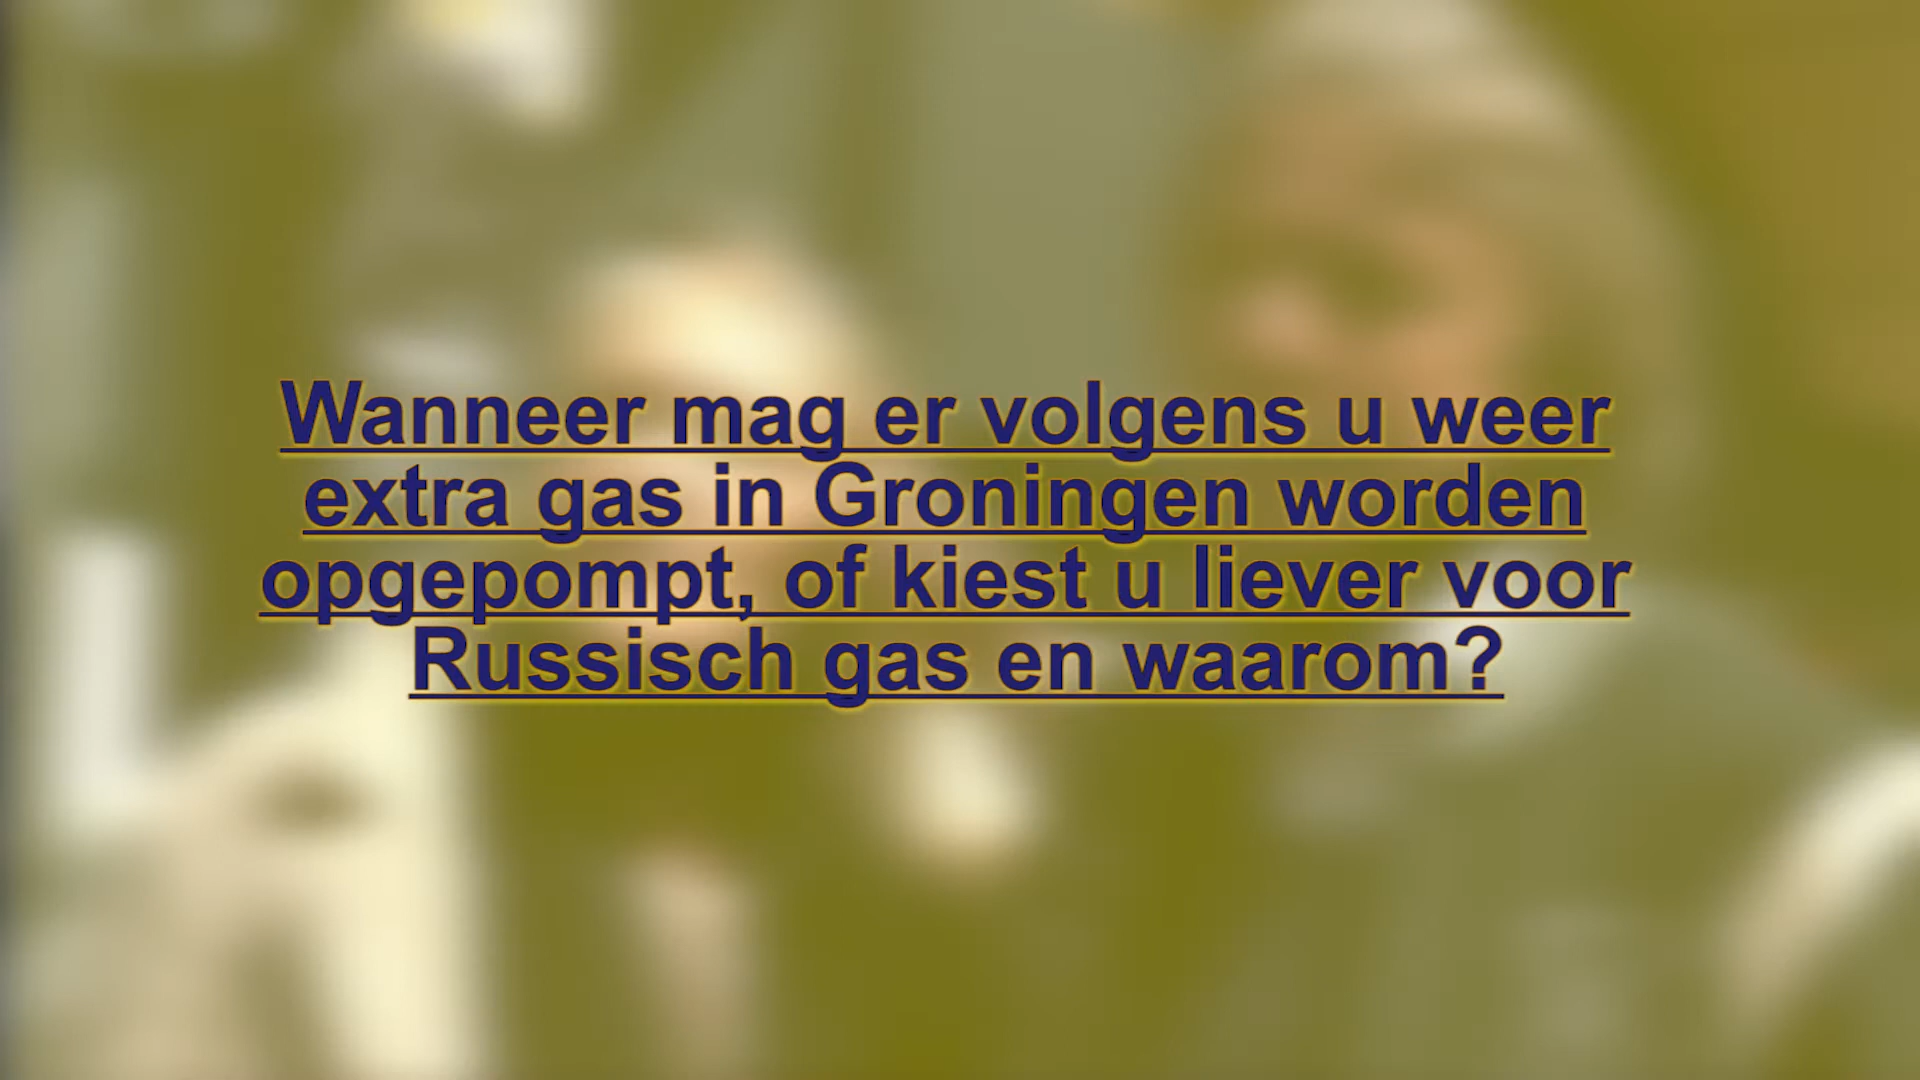 Wanneer mag er volgens u weer
extra gas in Groningen worden
opgepompt, of kiest u liever voor
Russisch gas en waarom?